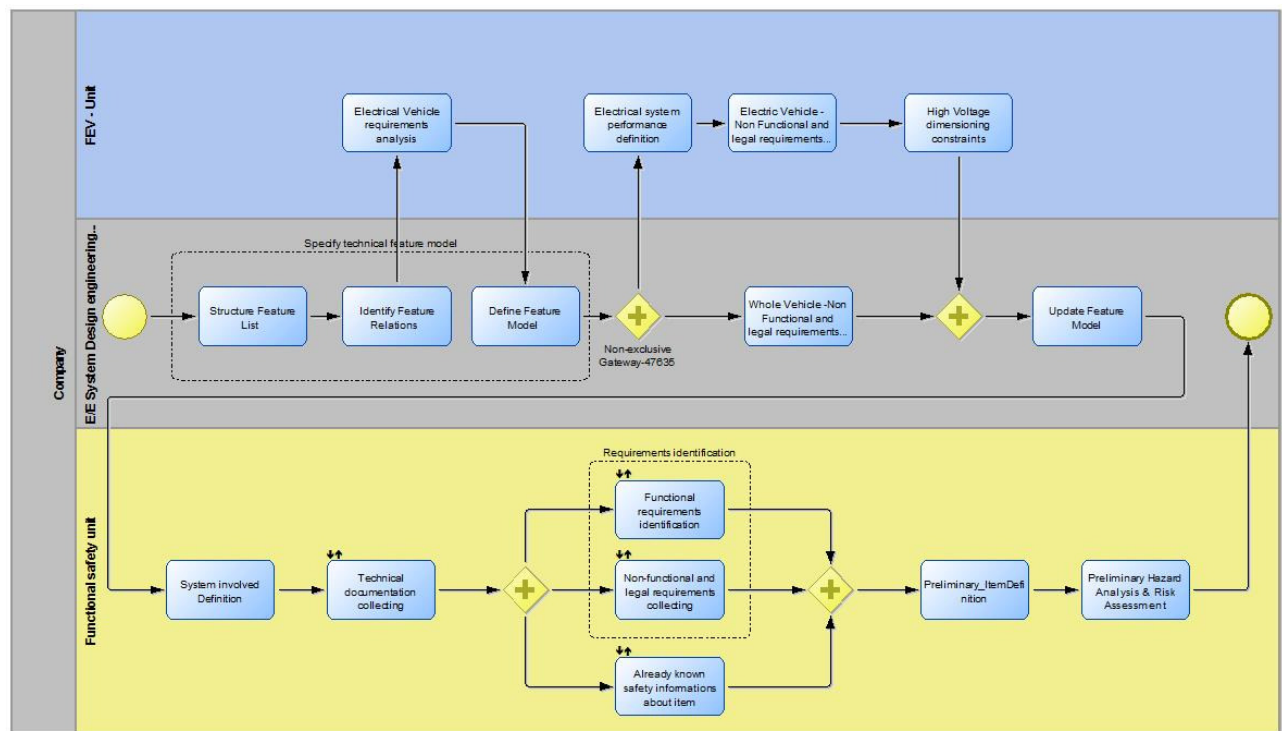 Company
FEV - Unit
Electrical Vehicle
requirements
analysis
Electrical system
performance
definition
Electric Vehicle -
Non Functional and
legal requirements...
High Voltage
dimensioning
constraints
E/E System Design engineering...
Specify technical feature model
Structure Feature
List
Identify Feature
Relations
Define Feature
Model
Non-exclusive
Gateway-47635
Whole Vehicle -Non
Functional and
legal requirements...
Update Feature
Model
Functional safety unit
System involved
Definition
Technical
documentation
collecting
Requirements identification
Functional
requirements
identification
Non-functional and
legal requirements
collecting
Already known
safety informations
about item
Preliminary_ItemDefi
nition
Preliminary Hazard
Analysis & Risk
Assessment